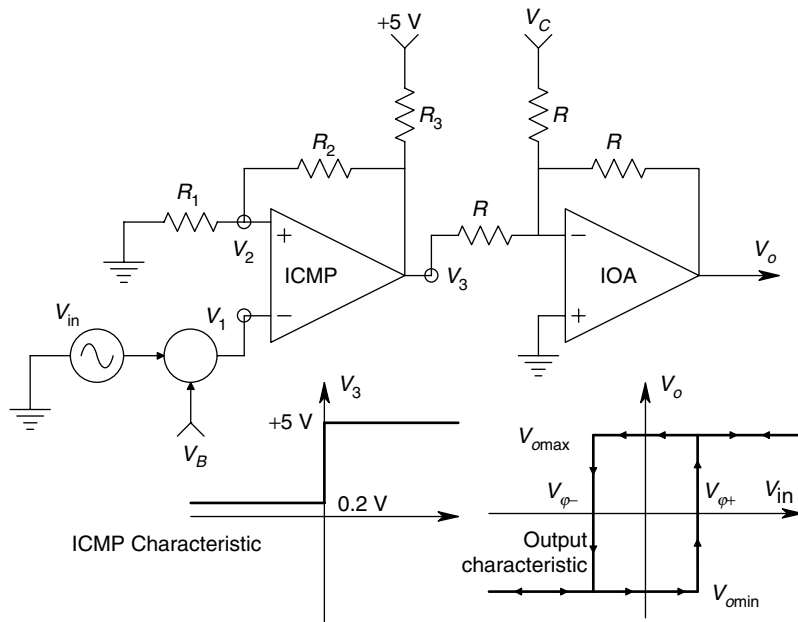 +5 V
V_C
R_3
R
R_2
R
R_1
R
+
−
V_2
ICMP
V_3
IOA
V_o
−
+
V_in
V_1
V_B
V_3
+5 V
0.2 V
ICMP Characteristic
V_o
V_omax
V_φ−
V_φ+
V_in
Output
characteristic
V_omin